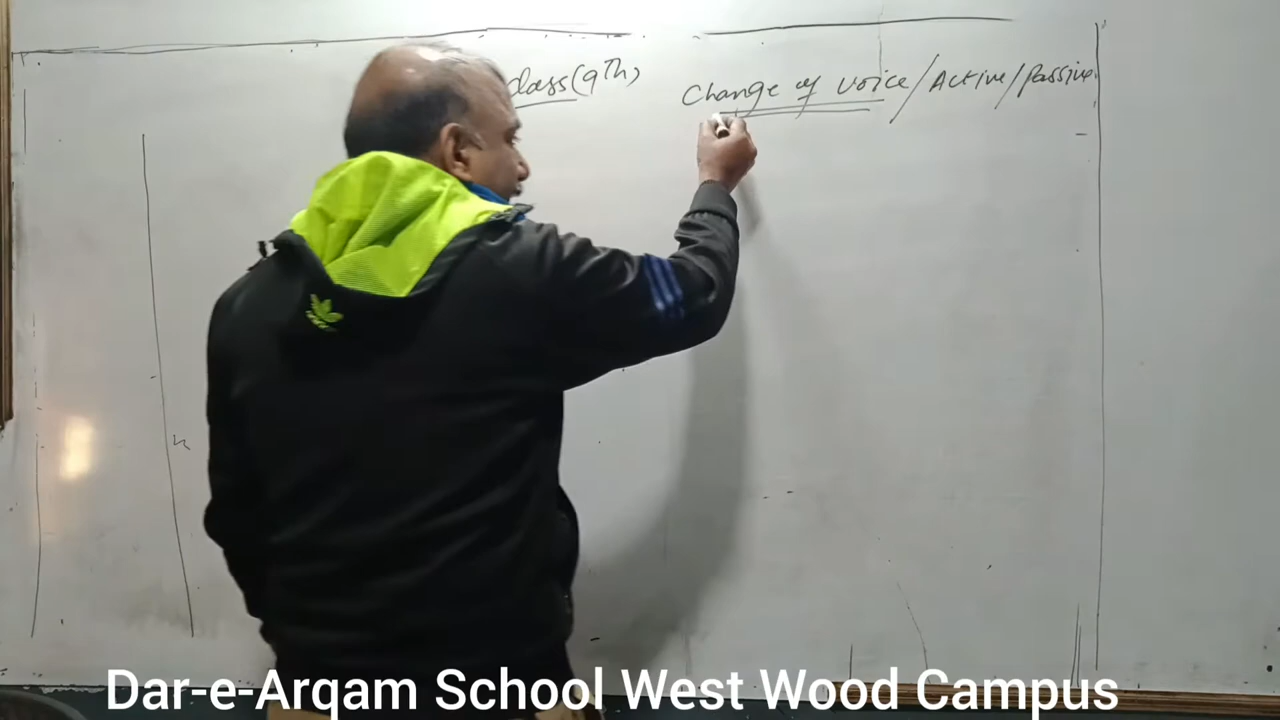 class (9th) Change of voice/Active/passive
Dar-e-Arqam School West Wood Campus